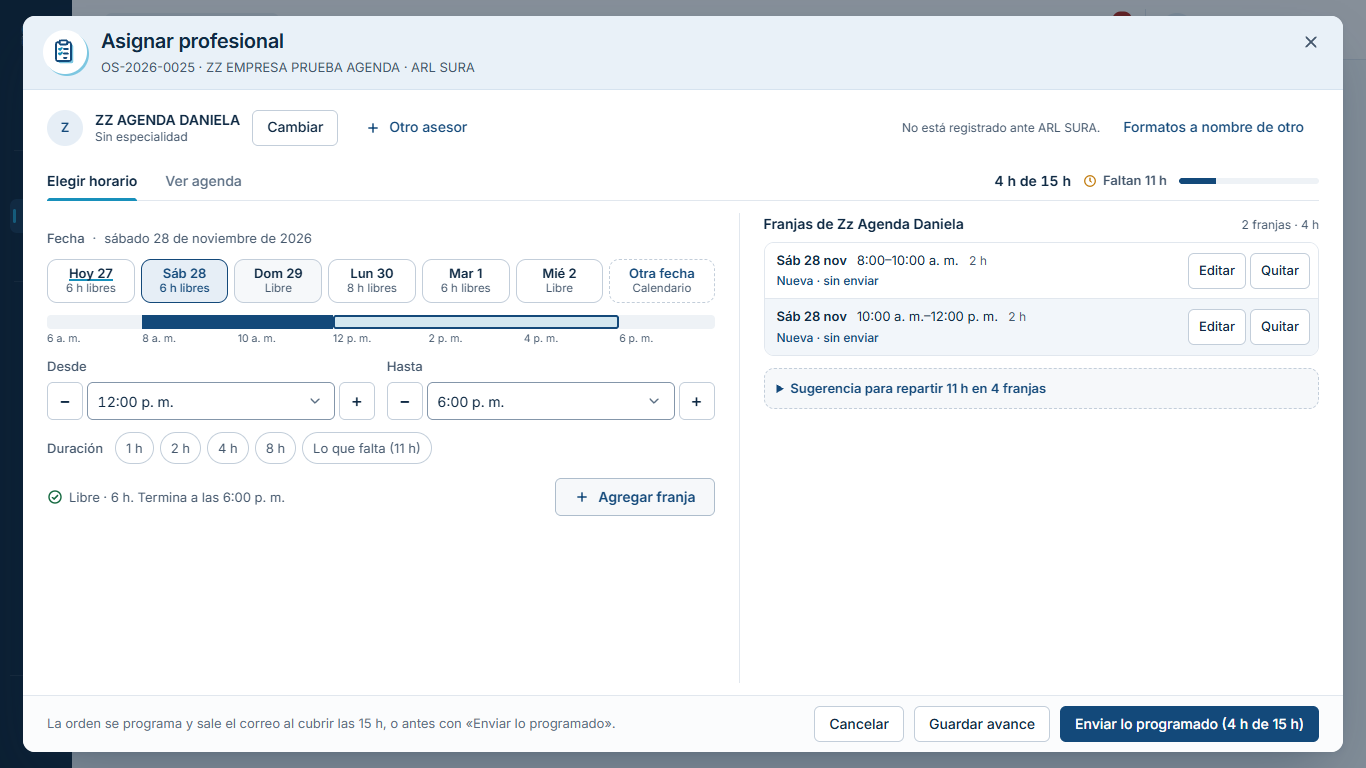 Asignar profesional
OS-2026-0025 · ZZ EMPRESA PRUEBA AGENDA · ARL SURA
Z
ZZ AGENDA DANIELA
Sin especialidad
Cambiar
+ Otro asesor
No está registrado ante ARL SURA.
Formatos a nombre de otro
Elegir horario
Ver agenda
4 h de 15 h
Faltan 11 h
Fecha · sábado 28 de noviembre de 2026
Hoy 27
6 h libres
Sáb 28
6 h libres
Dom 29
Libre
Lun 30
8 h libres
Mar 1
6 h libres
Mié 2
Libre
Otra fecha
Calendario
6 a. m.
8 a. m.
10 a. m.
12 p. m.
2 p. m.
4 p. m.
6 p. m.
Desde
Hasta
− 12:00 p. m. +
− 6:00 p. m. +
Duración
1 h
2 h
4 h
8 h
Lo que falta (11 h)
Libre · 6 h. Termina a las 6:00 p. m.
+ Agregar franja
Franjas de Zz Agenda Daniela
2 franjas · 4 h
Sáb 28 nov 8:00–10:00 a. m. 2 h
Nueva · sin enviar
Editar
Quitar
Sáb 28 nov 10:00 a. m.–12:00 p. m. 2 h
Nueva · sin enviar
Editar
Quitar
Sugerencia para repartir 11 h en 4 franjas
La orden se programa y sale el correo al cubrir las 15 h, o antes con «Enviar lo programado».
Cancelar
Guardar avance
Enviar lo programado (4 h de 15 h)